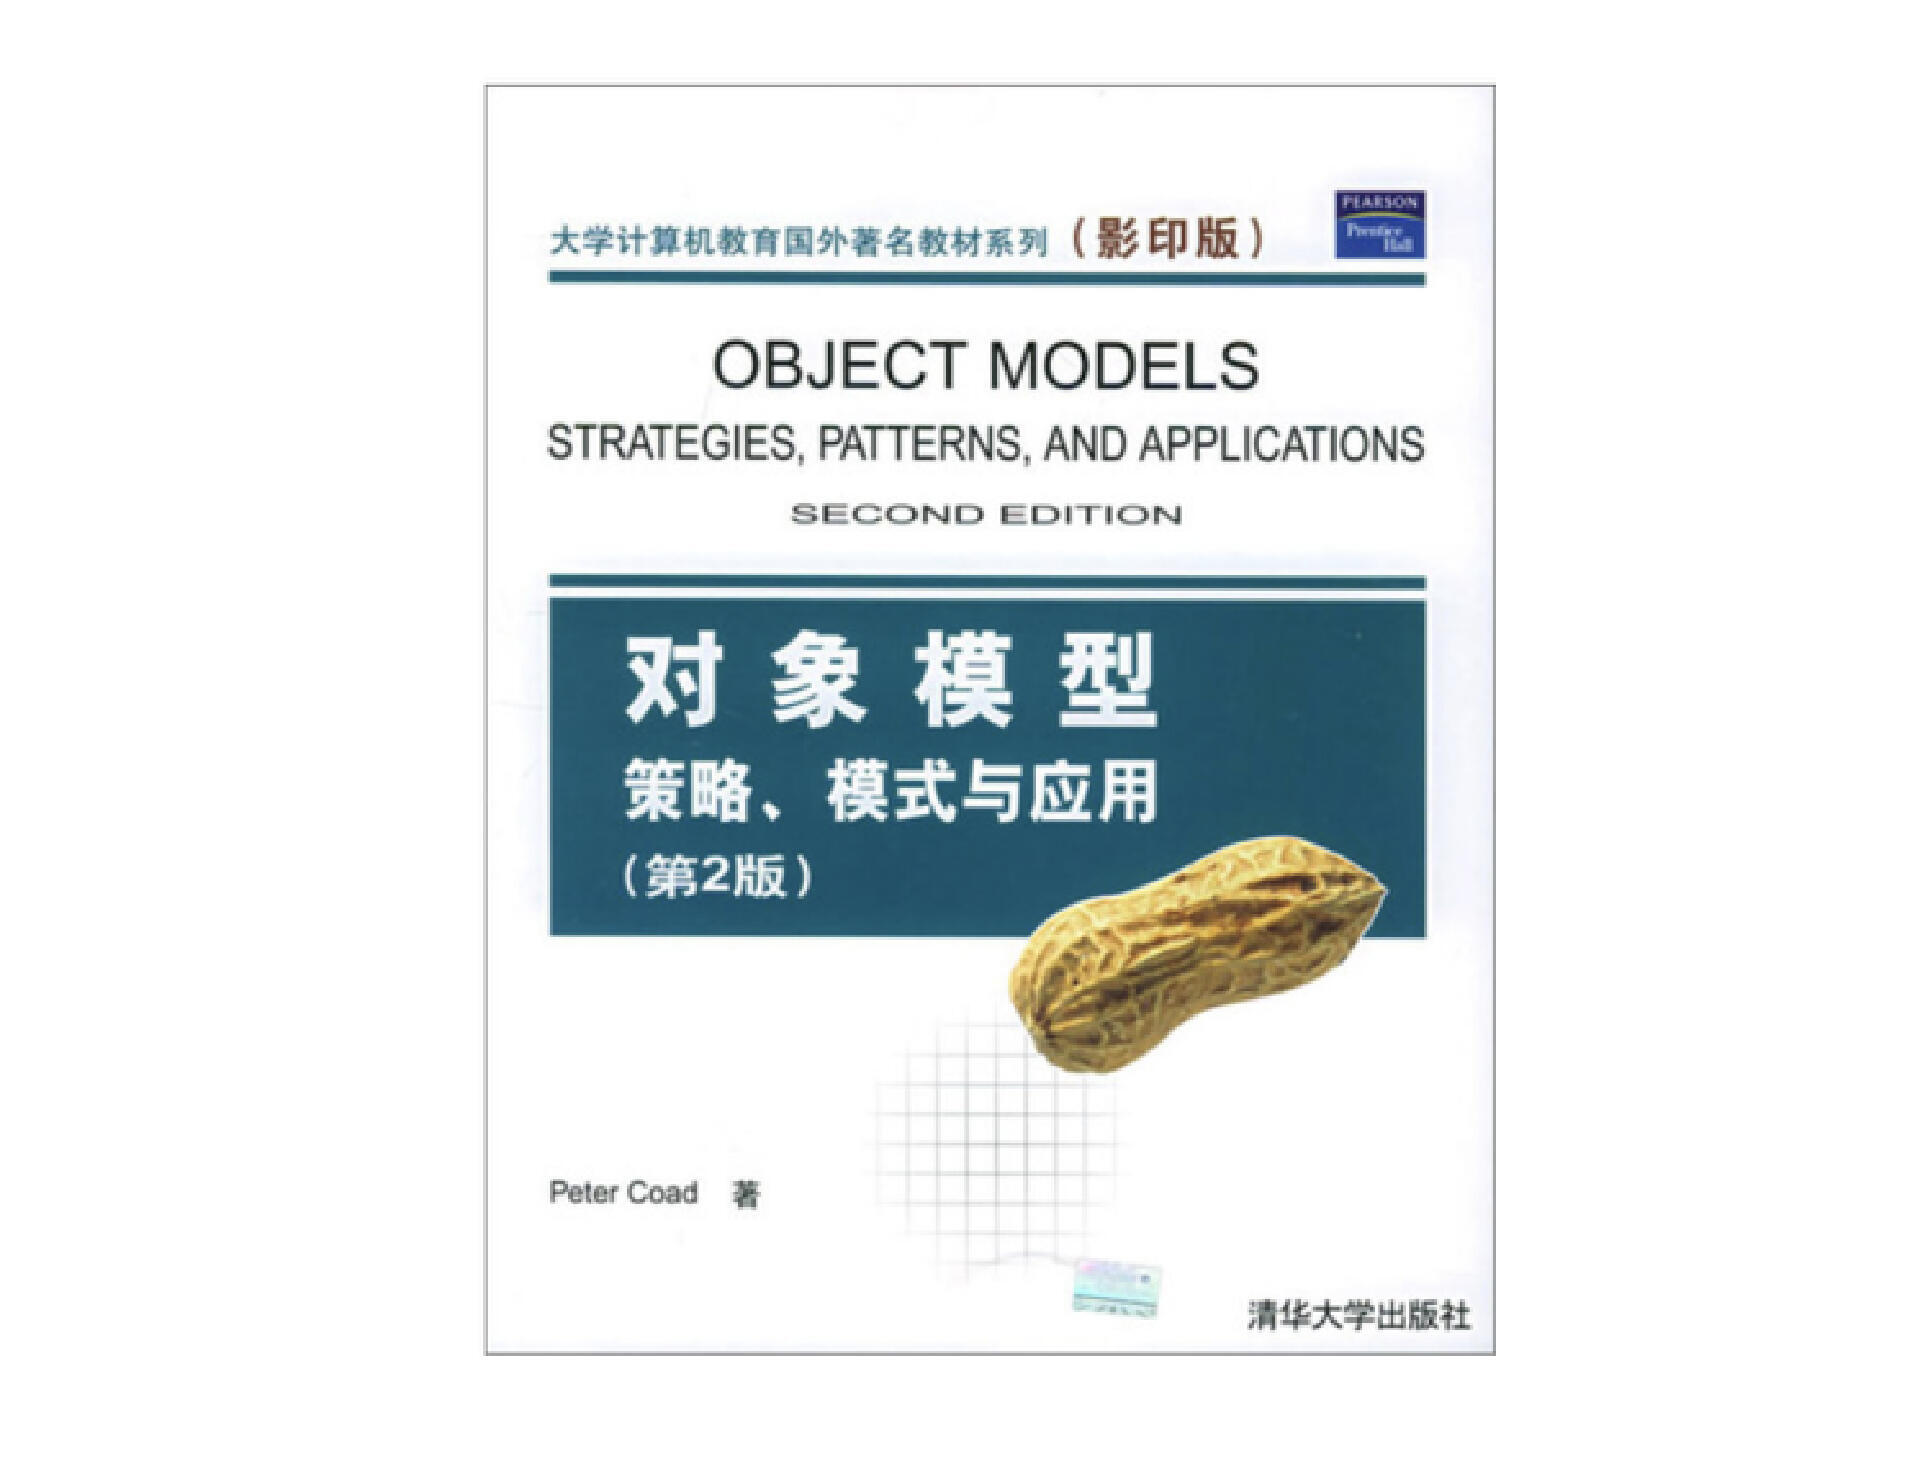 大学计算机教育国外著名教材系列（影印版）
PEARSON
Prentice
Hall
OBJECT MODELS
STRATEGIES, PATTERNS, AND APPLICATIONS
SECOND EDITION
对象模型
策略、模式与应用
（第2版）
Peter Coad 著
清华大学出版社